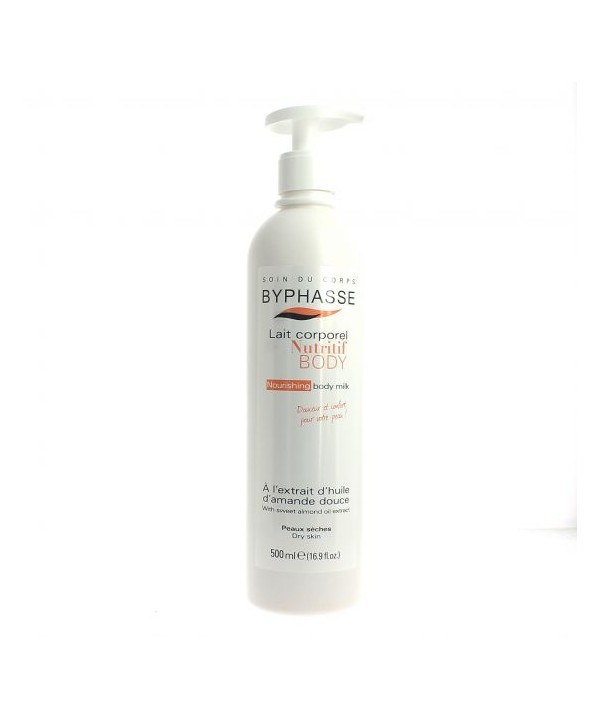 SOIN DU CORPS
BYPHASSE
Lait corporel
Nutritif
BODY
Nourishing body milk
Douceur et confort
pour votre peau
À l'extrait d'huile
d'amande douce
With sweet almond oil extract
Peaux sèches
Dry skin
500 ml e (16.9 fl.oz.)